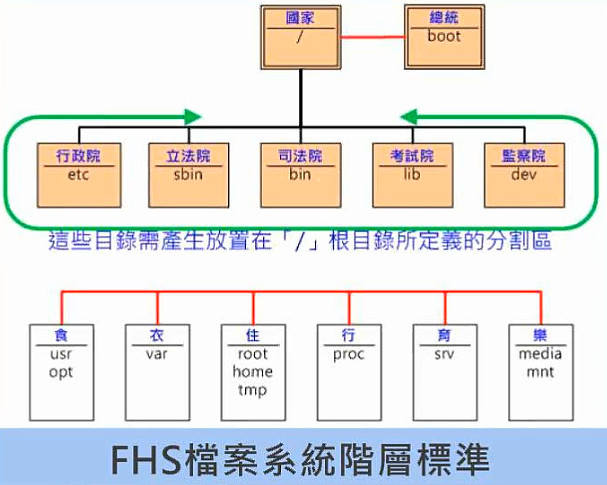 國家
/
總統
boot
行政院
etc
立法院
sbin
司法院
bin
考試院
lib
監察院
dev
這些目錄需產生放置在「/」根目錄所定義的分割區
食
usr
opt
衣
var
住
root
home
tmp
行
proc
育
srv
樂
media
mnt
FHS檔案系統階層標準